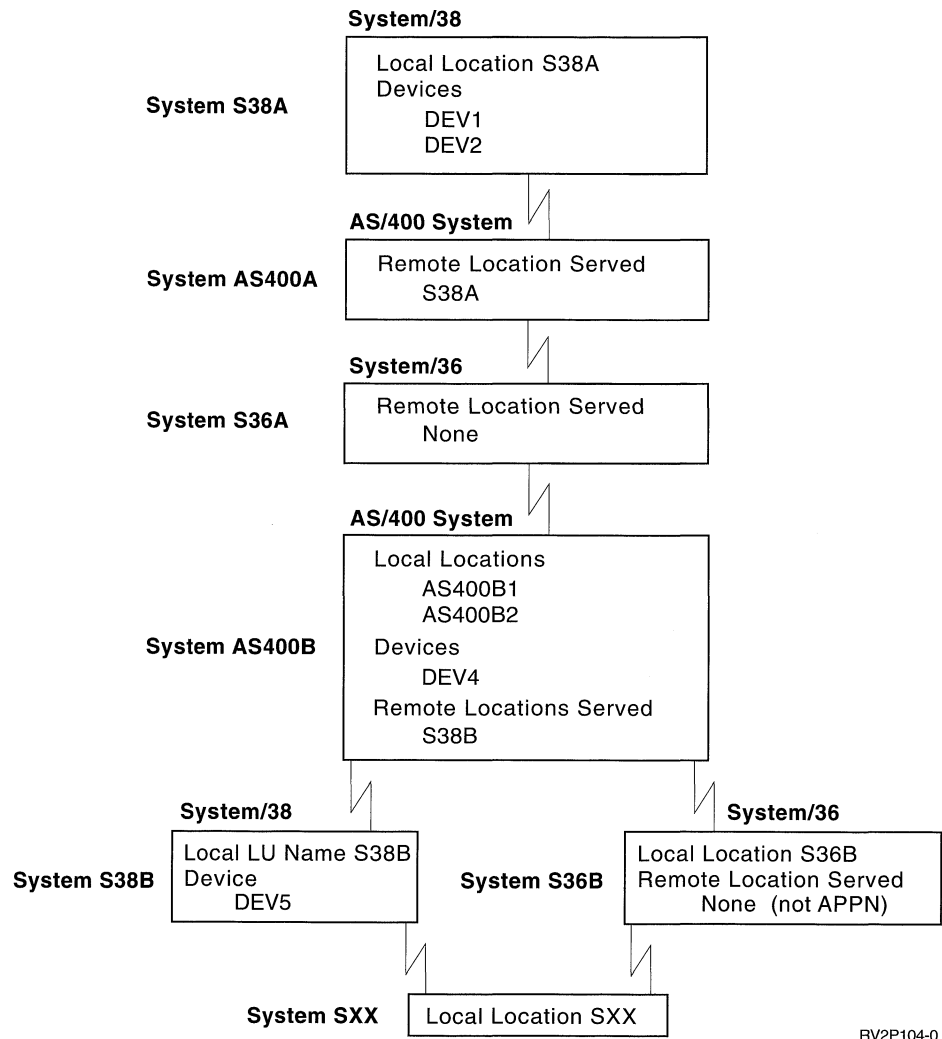 System/38
System S38A
Local Location S38A
Devices
DEV1
DEV2
AS/400 System
System AS400A
Remote Location Served
S38A
System/36
System S36A
Remote Location Served
None
AS/400 System
System AS400B
Local Locations
AS400B1
AS400B2
Devices
DEV4
Remote Locations Served
S38B
System/38
System S38B
Local LU Name S38B
Device
DEV5
System/36
System S36B
Local Location S36B
Remote Location Served
None (not APPN)
System SXX
Local Location SXX
RV2P104-0